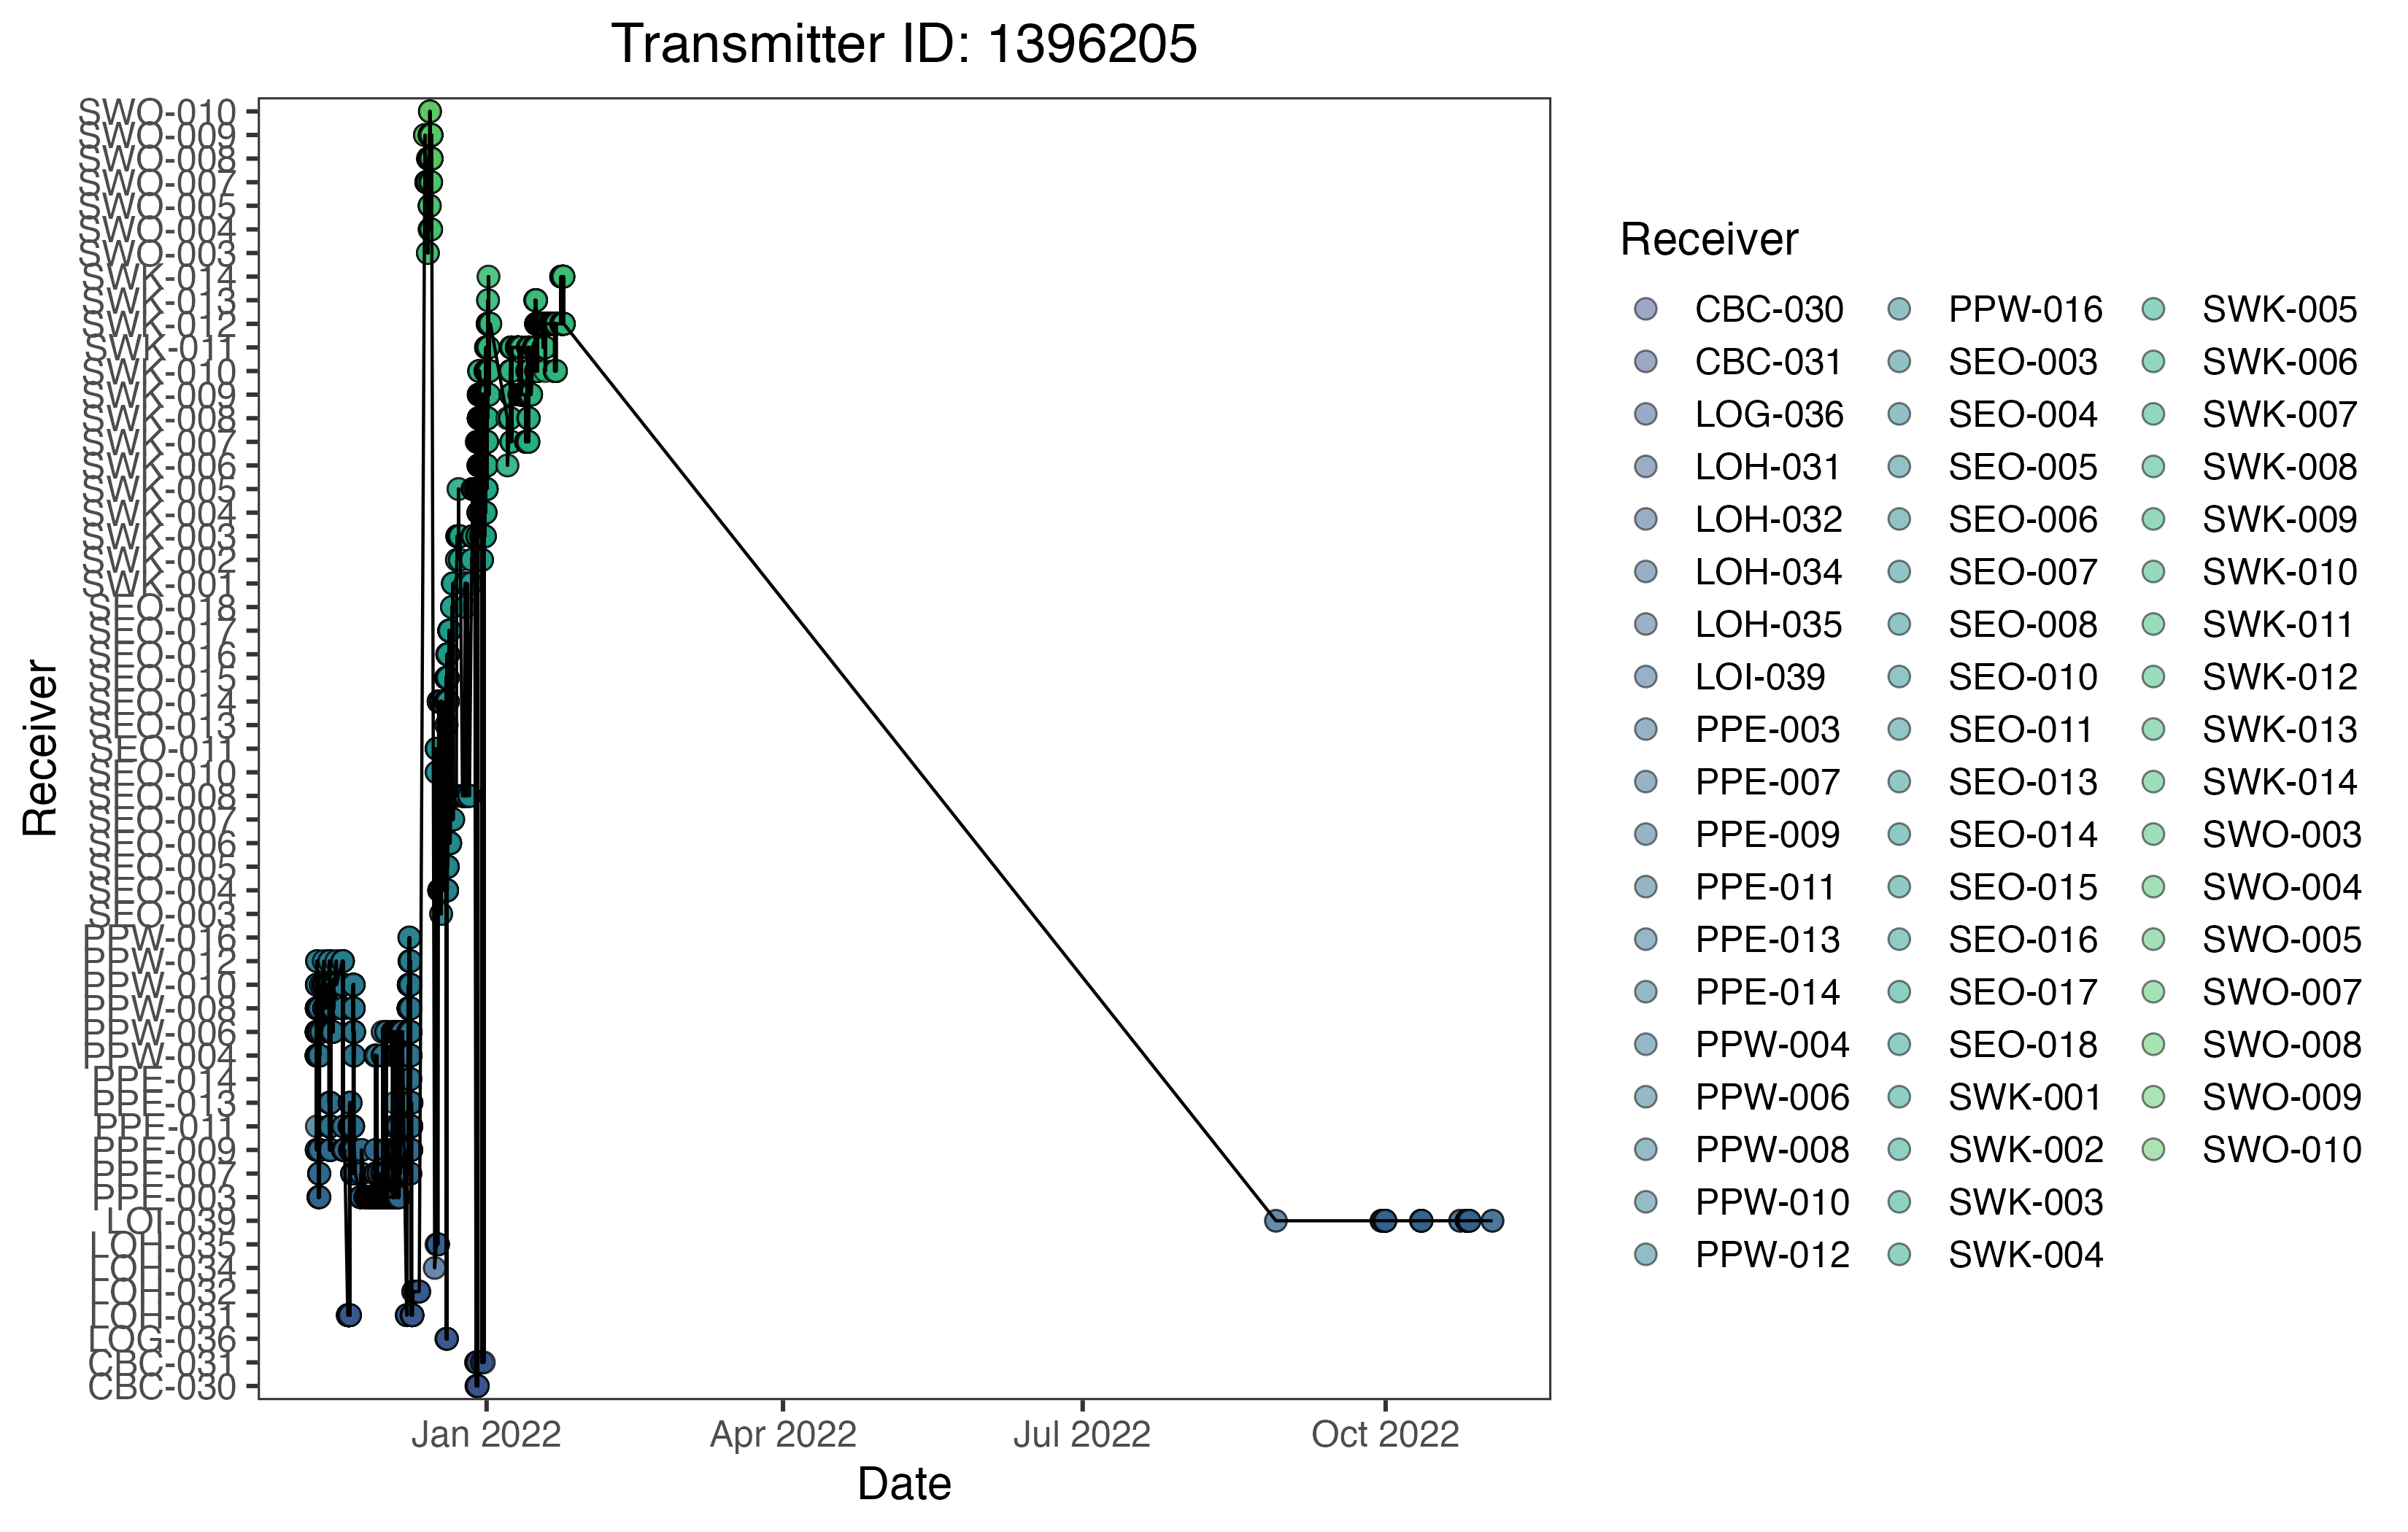 Transmitter ID: 1396205
SWO-010
SWO-009
SWO-008
SWO-007
SWO-005
SWO-004
SWO-003
SWK-014
SWK-013
SWK-012
SWK-011
SWK-010
SWK-009
SWK-008
SWK-007
SWK-006
SWK-005
SWK-004
SWK-003
SWK-002
SWK-001
SEO-018
SEO-017
SEO-016
SEO-015
SEO-014
SEO-013
SEO-011
SEO-010
SEO-008
SEO-007
SEO-006
SEO-005
SEO-004
SEO-003
PPW-016
PPW-012
PPW-010
PPW-008
PPW-006
PPW-004
PPE-014
PPE-013
PPE-011
PPE-009
PPE-007
PPE-003
LOI-039
LOH-035
LOH-034
LOH-032
LOH-031
LOG-036
CBC-031
CBC-030
Receiver
Jan 2022 Apr 2022 Jul 2022 Oct 2022
Date
Receiver
CBC-030 PPW-016 SWK-005
CBC-031 SEO-003 SWK-006
LOG-036 SEO-004 SWK-007
LOH-031 SEO-005 SWK-008
LOH-032 SEO-006 SWK-009
LOH-034 SEO-007 SWK-010
LOH-035 SEO-008 SWK-011
LOI-039 SEO-010 SWK-012
PPE-003 SEO-011 SWK-013
PPE-007 SEO-013 SWK-014
PPE-009 SEO-014 SWO-003
PPE-011 SEO-015 SWO-004
PPE-013 SEO-016 SWO-005
PPE-014 SEO-017 SWO-007
PPW-004 SEO-018 SWO-008
PPW-006 SWK-001 SWO-009
PPW-008 SWK-002 SWO-010
PPW-010 SWK-003
PPW-012 SWK-004